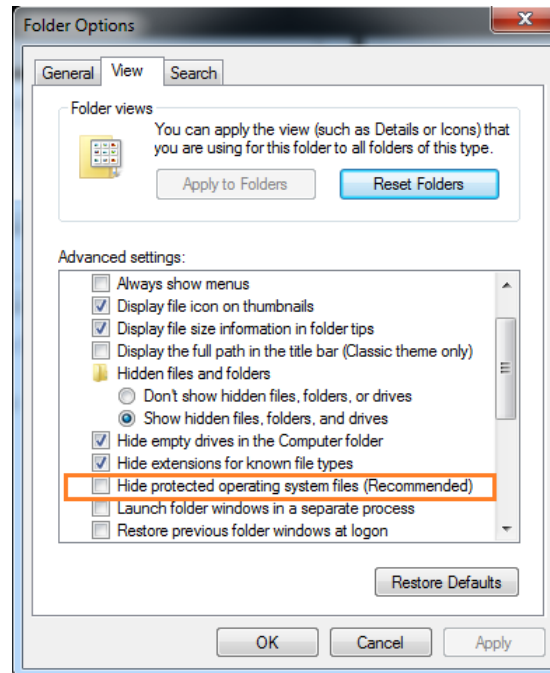 Folder Options
General View Search
Folder views
You can apply the view (such as Details or Icons) that
you are using for this folder to all folders of this type.
Apply to Folders Reset Folders
Advanced settings:
Always show menus
Display file icon on thumbnails
Display file size information in folder tips
Display the full path in the title bar (Classic theme only)
Hidden files and folders
Don't show hidden files, folders, or drives
Show hidden files, folders, and drives
Hide empty drives in the Computer folder
Hide extensions for known file types
Hide protected operating system files (Recommended)
Launch folder windows in a separate process
Restore previous folder windows at logon
Restore Defaults
OK Cancel Apply